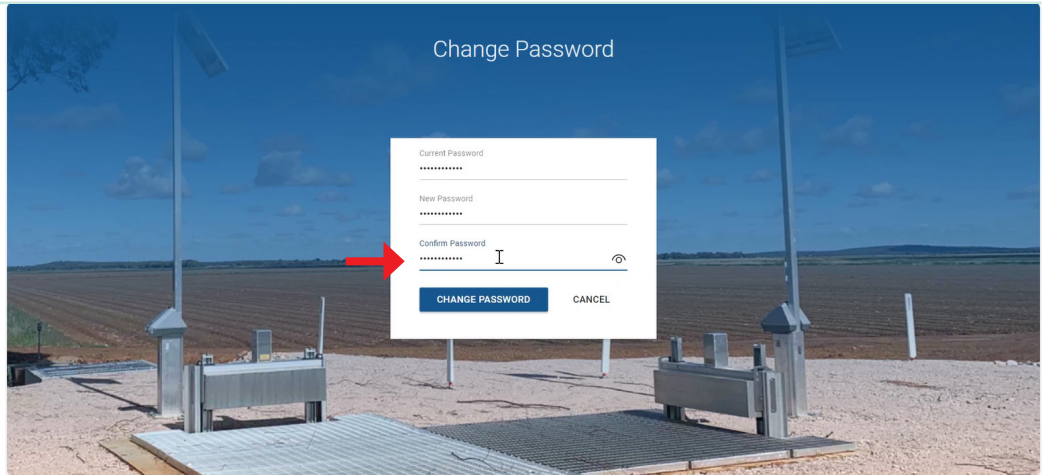 Change Password
Current Password
••••••••••••
New Password
••••••••••••
Confirm Password
••••••••••••
CHANGE PASSWORD CANCEL